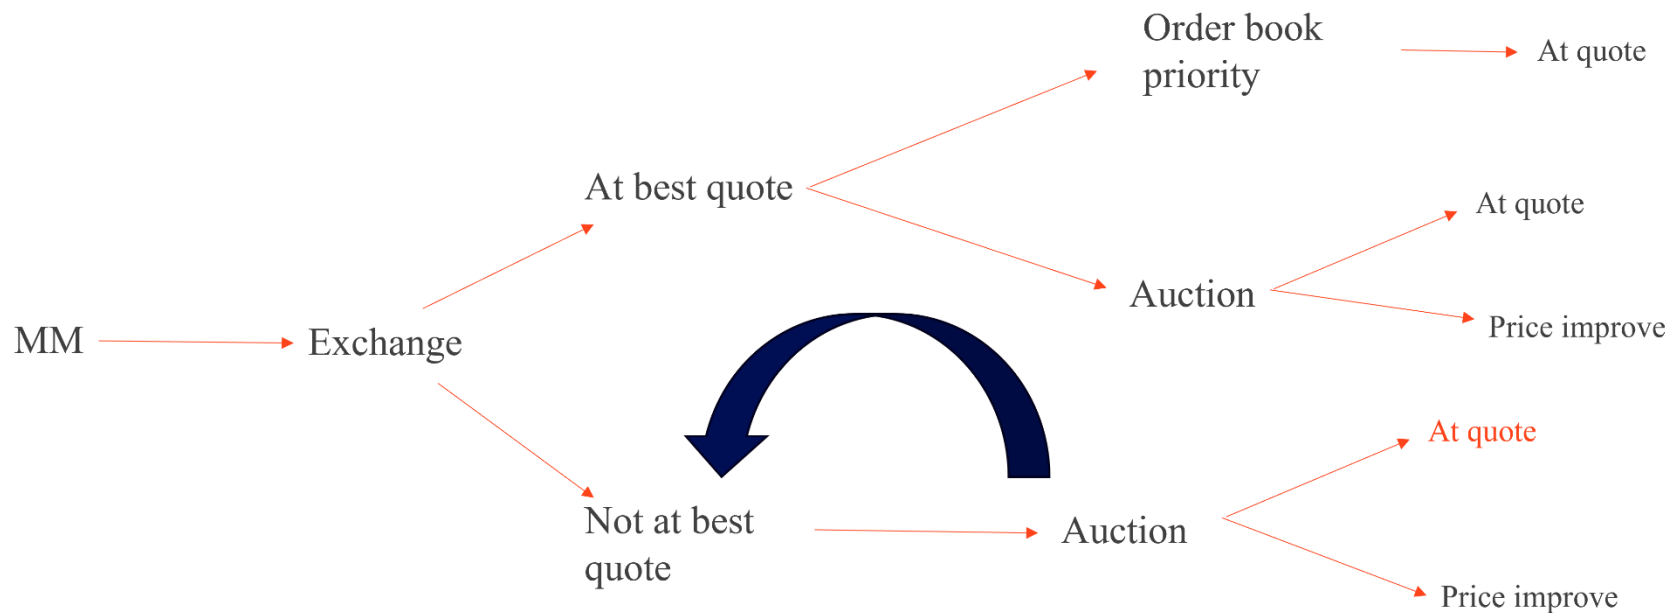 MM
Exchange
At best quote
Not at best
quote
Order book
priority
Auction
Auction
At quote
At quote
Price improve
At quote
Price improve